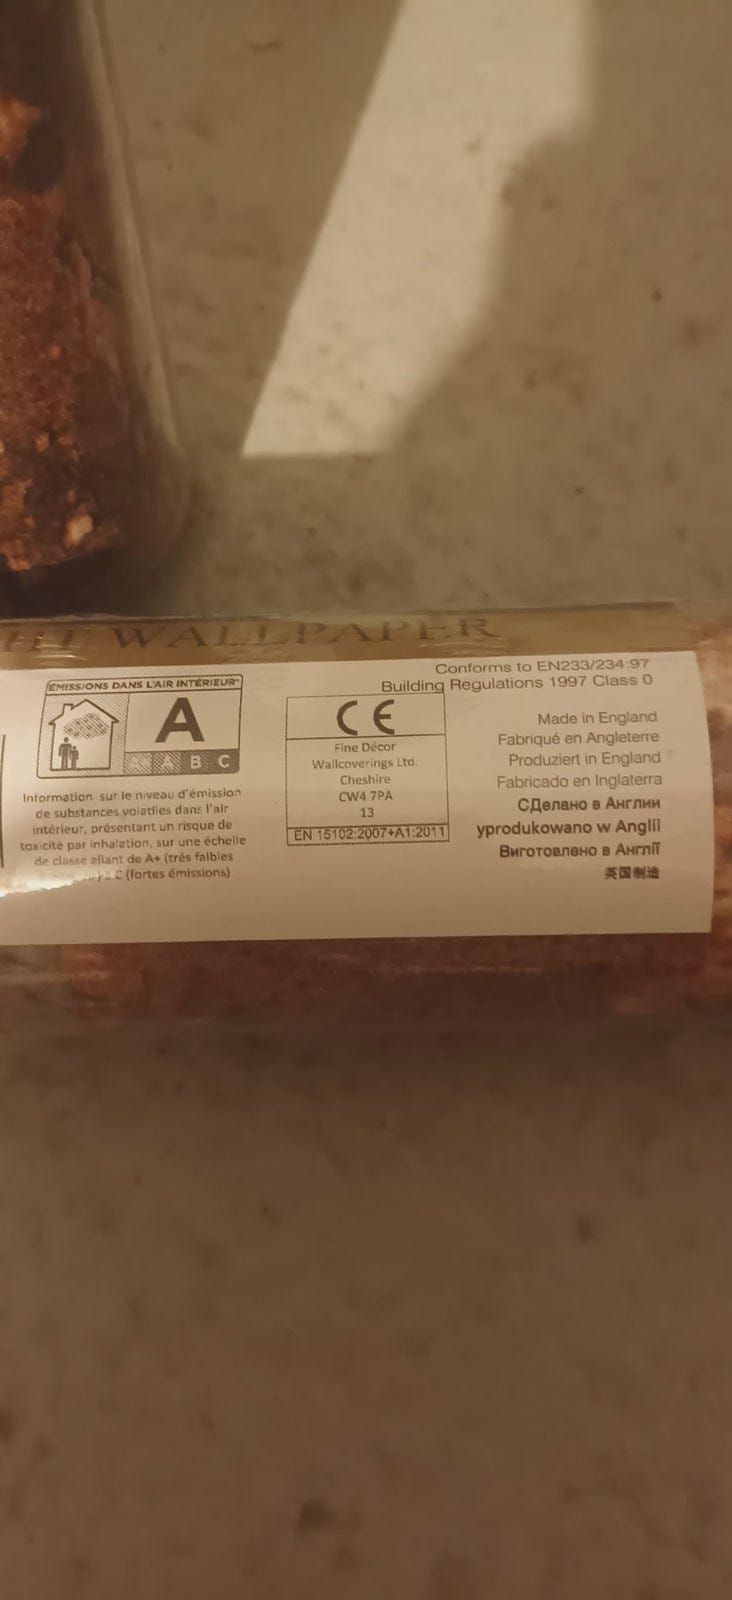 HT WALLPAPER
ÉMISSIONS DANS L'AIR INTÉRIEUR*
A
A+ A B C
Information sur le niveau d'émission
de substances volatiles dans l'air
intérieur, présentant un risque de
toxicité par inhalation, sur une échelle
de classe allant de A+ (très faibles
à C (fortes émissions)
CE
Fine Décor
Wallcoverings Ltd.
Cheshire
CW4 7PA
13
EN 15102:2007+A1:2011
Conforms to EN233/234:97
Building Regulations 1997 Class 0
Made in England
Fabriqué en Angleterre
Produziert in England
Fabricado en Inglaterra
СДелано в Англии
yprodukowano w Anglii
Виготовлено в Англії
英国制造